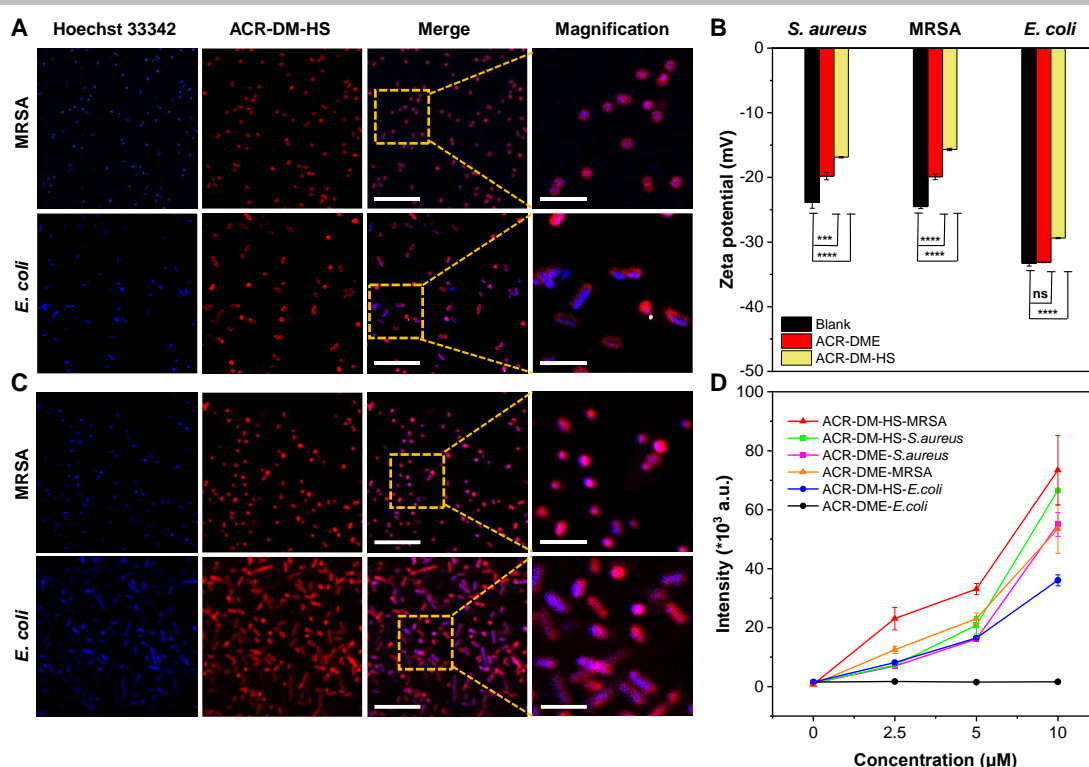 A
Hoechst 33342
ACR-DM-HS
Merge
Magnification
MRSA
E. coli
B
S. aureus
MRSA
E. coli
0
-10
-20
-30
-40
-50
Zeta potential (mV)
***
****
****
****
ns
****
Blank
ACR-DME
ACR-DM-HS
C
MRSA
E. coli
D
100
80
60
40
20
0
Intensity (*10³ a.u.)
ACR-DM-HS-MRSA
ACR-DM-HS-S.aureus
ACR-DME-S.aureus
ACR-DME-MRSA
ACR-DM-HS-E.coli
ACR-DME-E.coli
0
2.5
5
10
Concentration (µM)